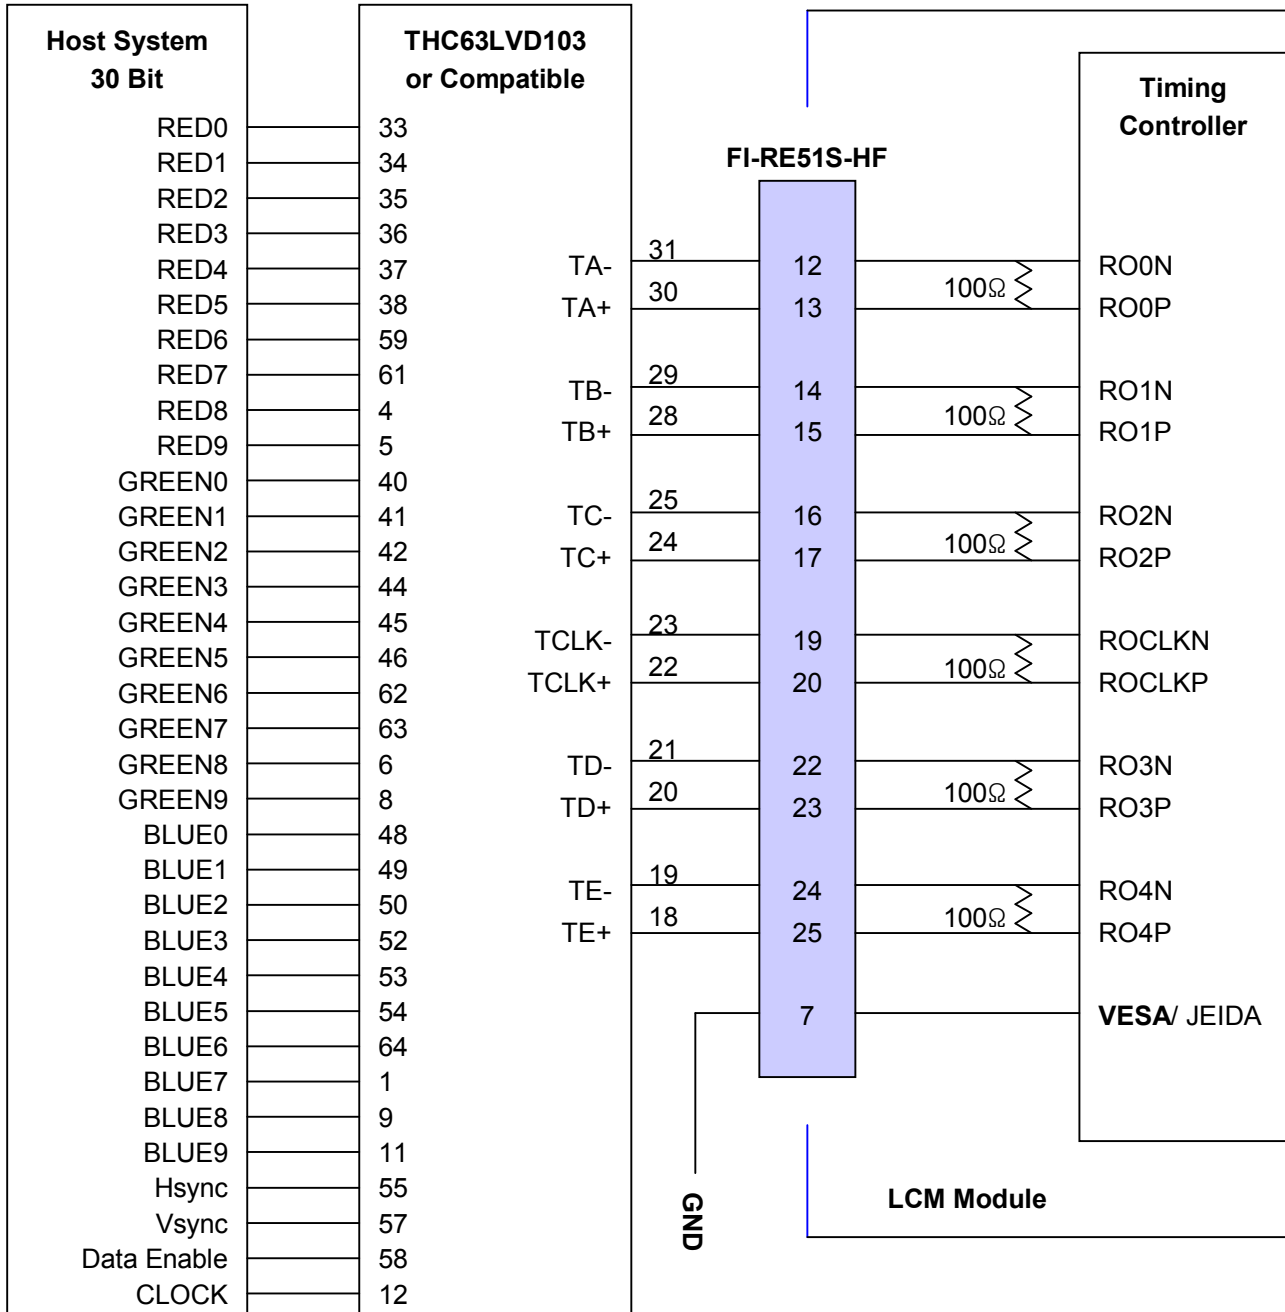 Host System
30 Bit
RED0
RED1
RED2
RED3
RED4
RED5
RED6
RED7
RED8
RED9
GREEN0
GREEN1
GREEN2
GREEN3
GREEN4
GREEN5
GREEN6
GREEN7
GREEN8
GREEN9
BLUE0
BLUE1
BLUE2
BLUE3
BLUE4
BLUE5
BLUE6
BLUE7
BLUE8
BLUE9
Hsync
Vsync
Data Enable
CLOCK
THC63LVD103
or Compatible
33
34
35
36
37
38
59
61
4
5
40
41
42
44
45
46
62
63
6
8
48
49
50
52
53
54
64
1
9
11
55
57
58
12
TA-
TA+
TB-
TB+
TC-
TC+
TCLK-
TCLK+
TD-
TD+
TE-
TE+
31
30
29
28
25
24
23
22
21
20
19
18
GND
FI-RE51S-HF
12
13
14
15
16
17
19
20
22
23
24
25
7
100Ω
100Ω
100Ω
100Ω
100Ω
100Ω
Timing
Controller
RO0N
RO0P
RO1N
RO1P
RO2N
RO2P
ROCLKN
ROCLKP
RO3N
RO3P
RO4N
RO4P
VESA/ JEIDA
LCM Module